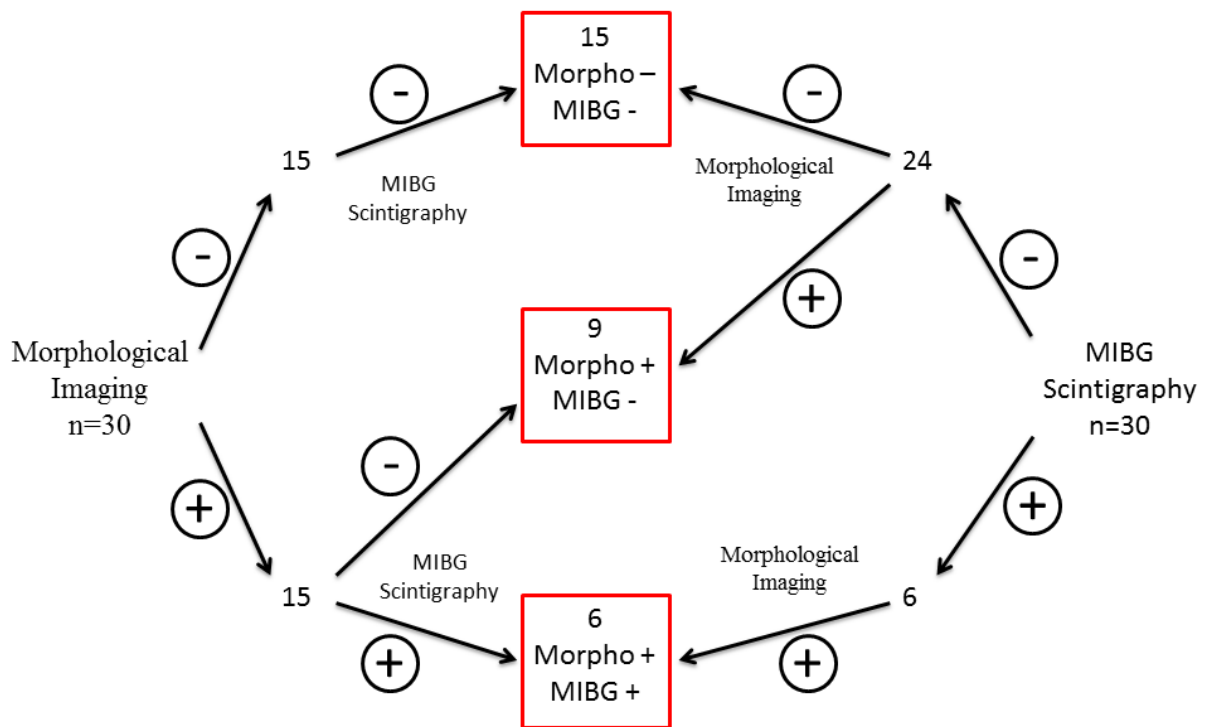 15
Morpho –
MIBG -
-
-
15
MIBG
Scintigraphy
Morphological
Imaging
24
-
-
+
Morphological
Imaging
n=30
9
Morpho +
MIBG -
MIBG
Scintigraphy
n=30
-
+
+
15
MIBG
Scintigraphy
Morphological
Imaging
6
6
Morpho +
MIBG +
+
+